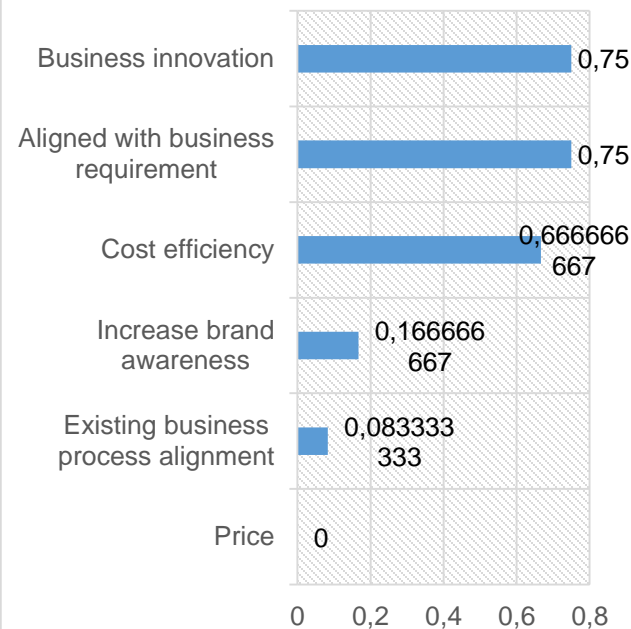 Business innovation
0,75
Aligned with business
requirement
0,75
Cost efficiency
0,666666
667
Increase brand
awareness
0,166666
667
Existing business
process alignment
0,083333
333
Price
0
0 0,2 0,4 0,6 0,8